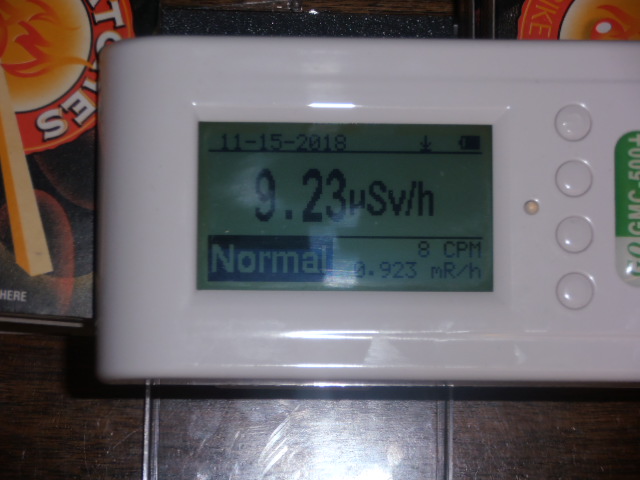 11-15-2018
9.23µSv/h
Normal
8 CPM
0.923 mR/h
GMC-500+
HERE